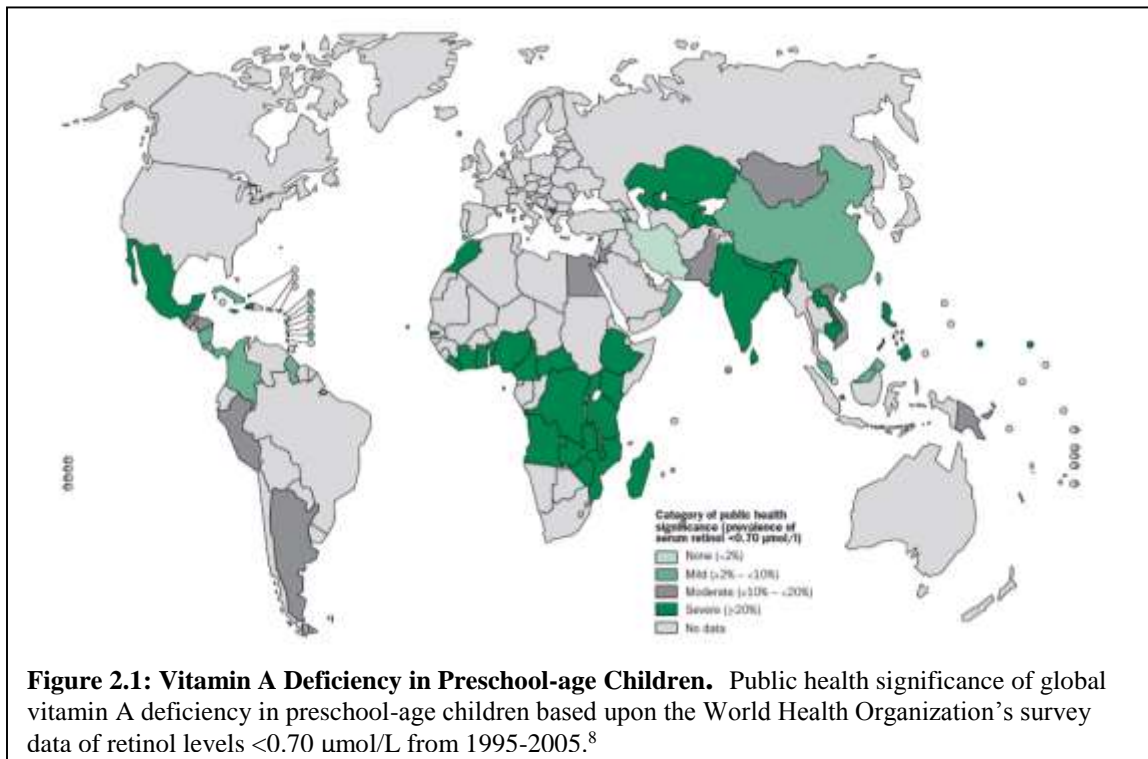 Category of public health
significance (prevalence of
serum retinol <0.70 µmol/l)
None (<2%)
Mild (≥2% – <10%)
Moderate (≥10% – <20%)
Severe (≥20%)
No data
Figure 2.1: Vitamin A Deficiency in Preschool-age Children. Public health significance of global
vitamin A deficiency in preschool-age children based upon the World Health Organization’s survey
data of retinol levels <0.70 µmol/L from 1995-2005.8